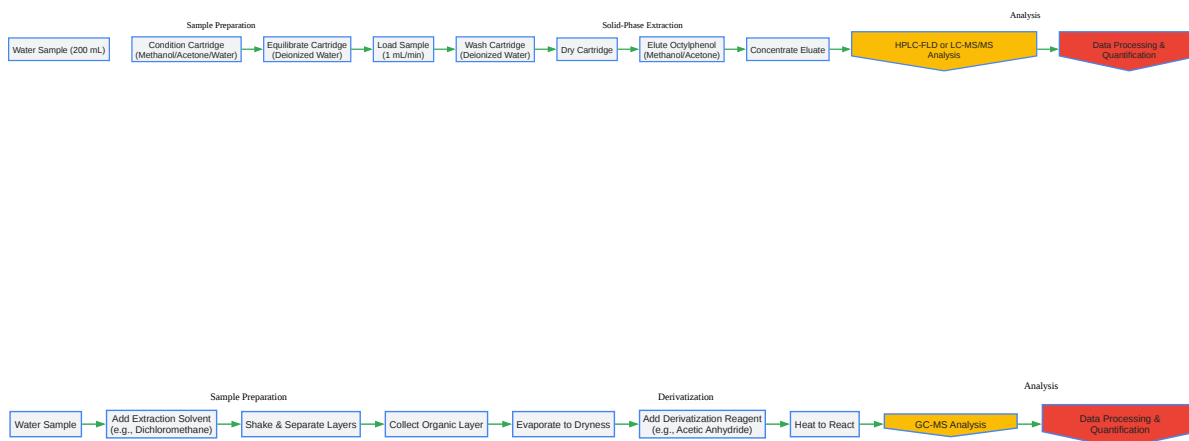 Sample Preparation
Solid-Phase Extraction
Analysis
Water Sample (200 mL)
Condition Cartridge
(Methanol/Acetone/Water)
Equilibrate Cartridge
(Deionized Water)
Load Sample
(1 mL/min)
Wash Cartridge
(Deionized Water)
Dry Cartridge
Elute Octylphenol
(Methanol/Acetone)
Concentrate Eluate
HPLC-FLD or LC-MS/MS
Analysis
Data Processing &
Quantification
Sample Preparation
Derivatization
Analysis
Water Sample
Add Extraction Solvent
(e.g., Dichloromethane)
Shake & Separate Layers
Collect Organic Layer
Evaporate to Dryness
Add Derivatization Reagent
(e.g., Acetic Anhydride)
Heat to React
GC-MS Analysis
Data Processing &
Quantification